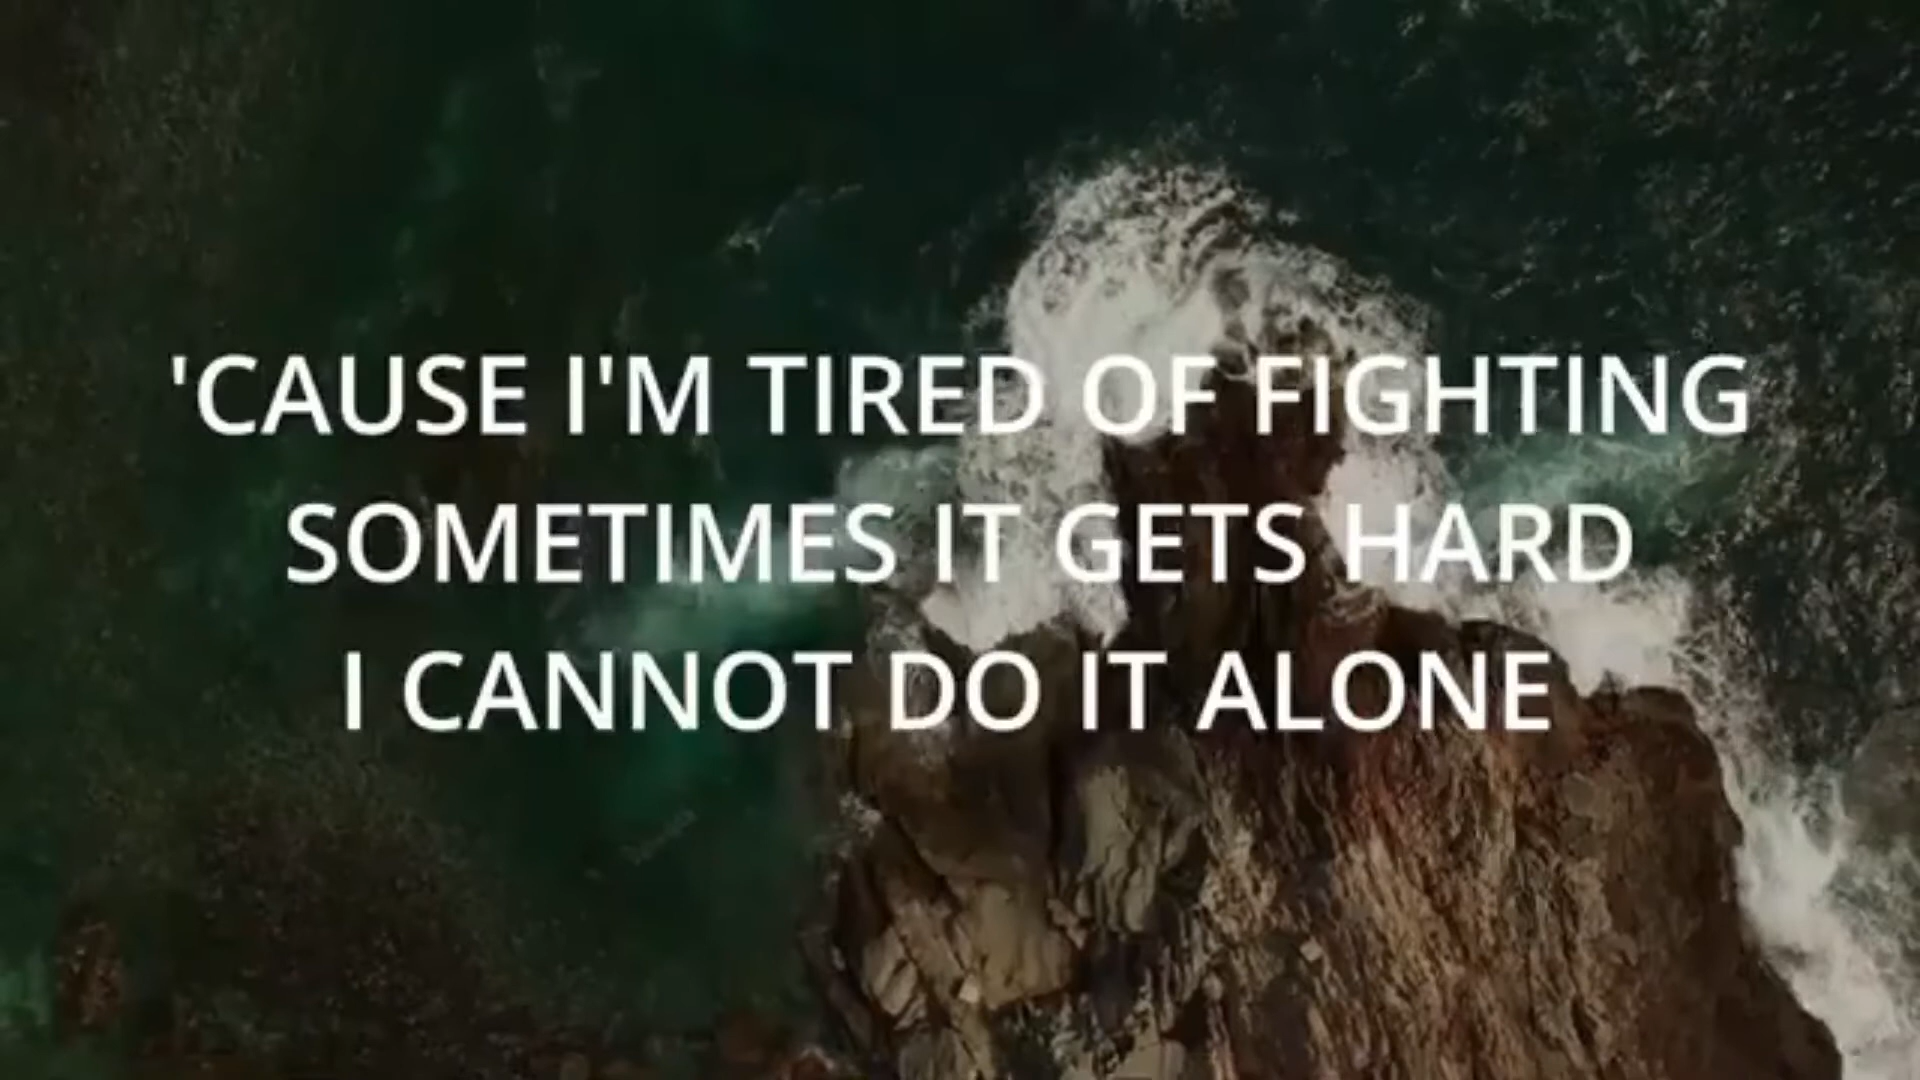 'CAUSE I'M TIRED OF FIGHTING
SOMETIMES IT GETS HARD
I CANNOT DO IT ALONE